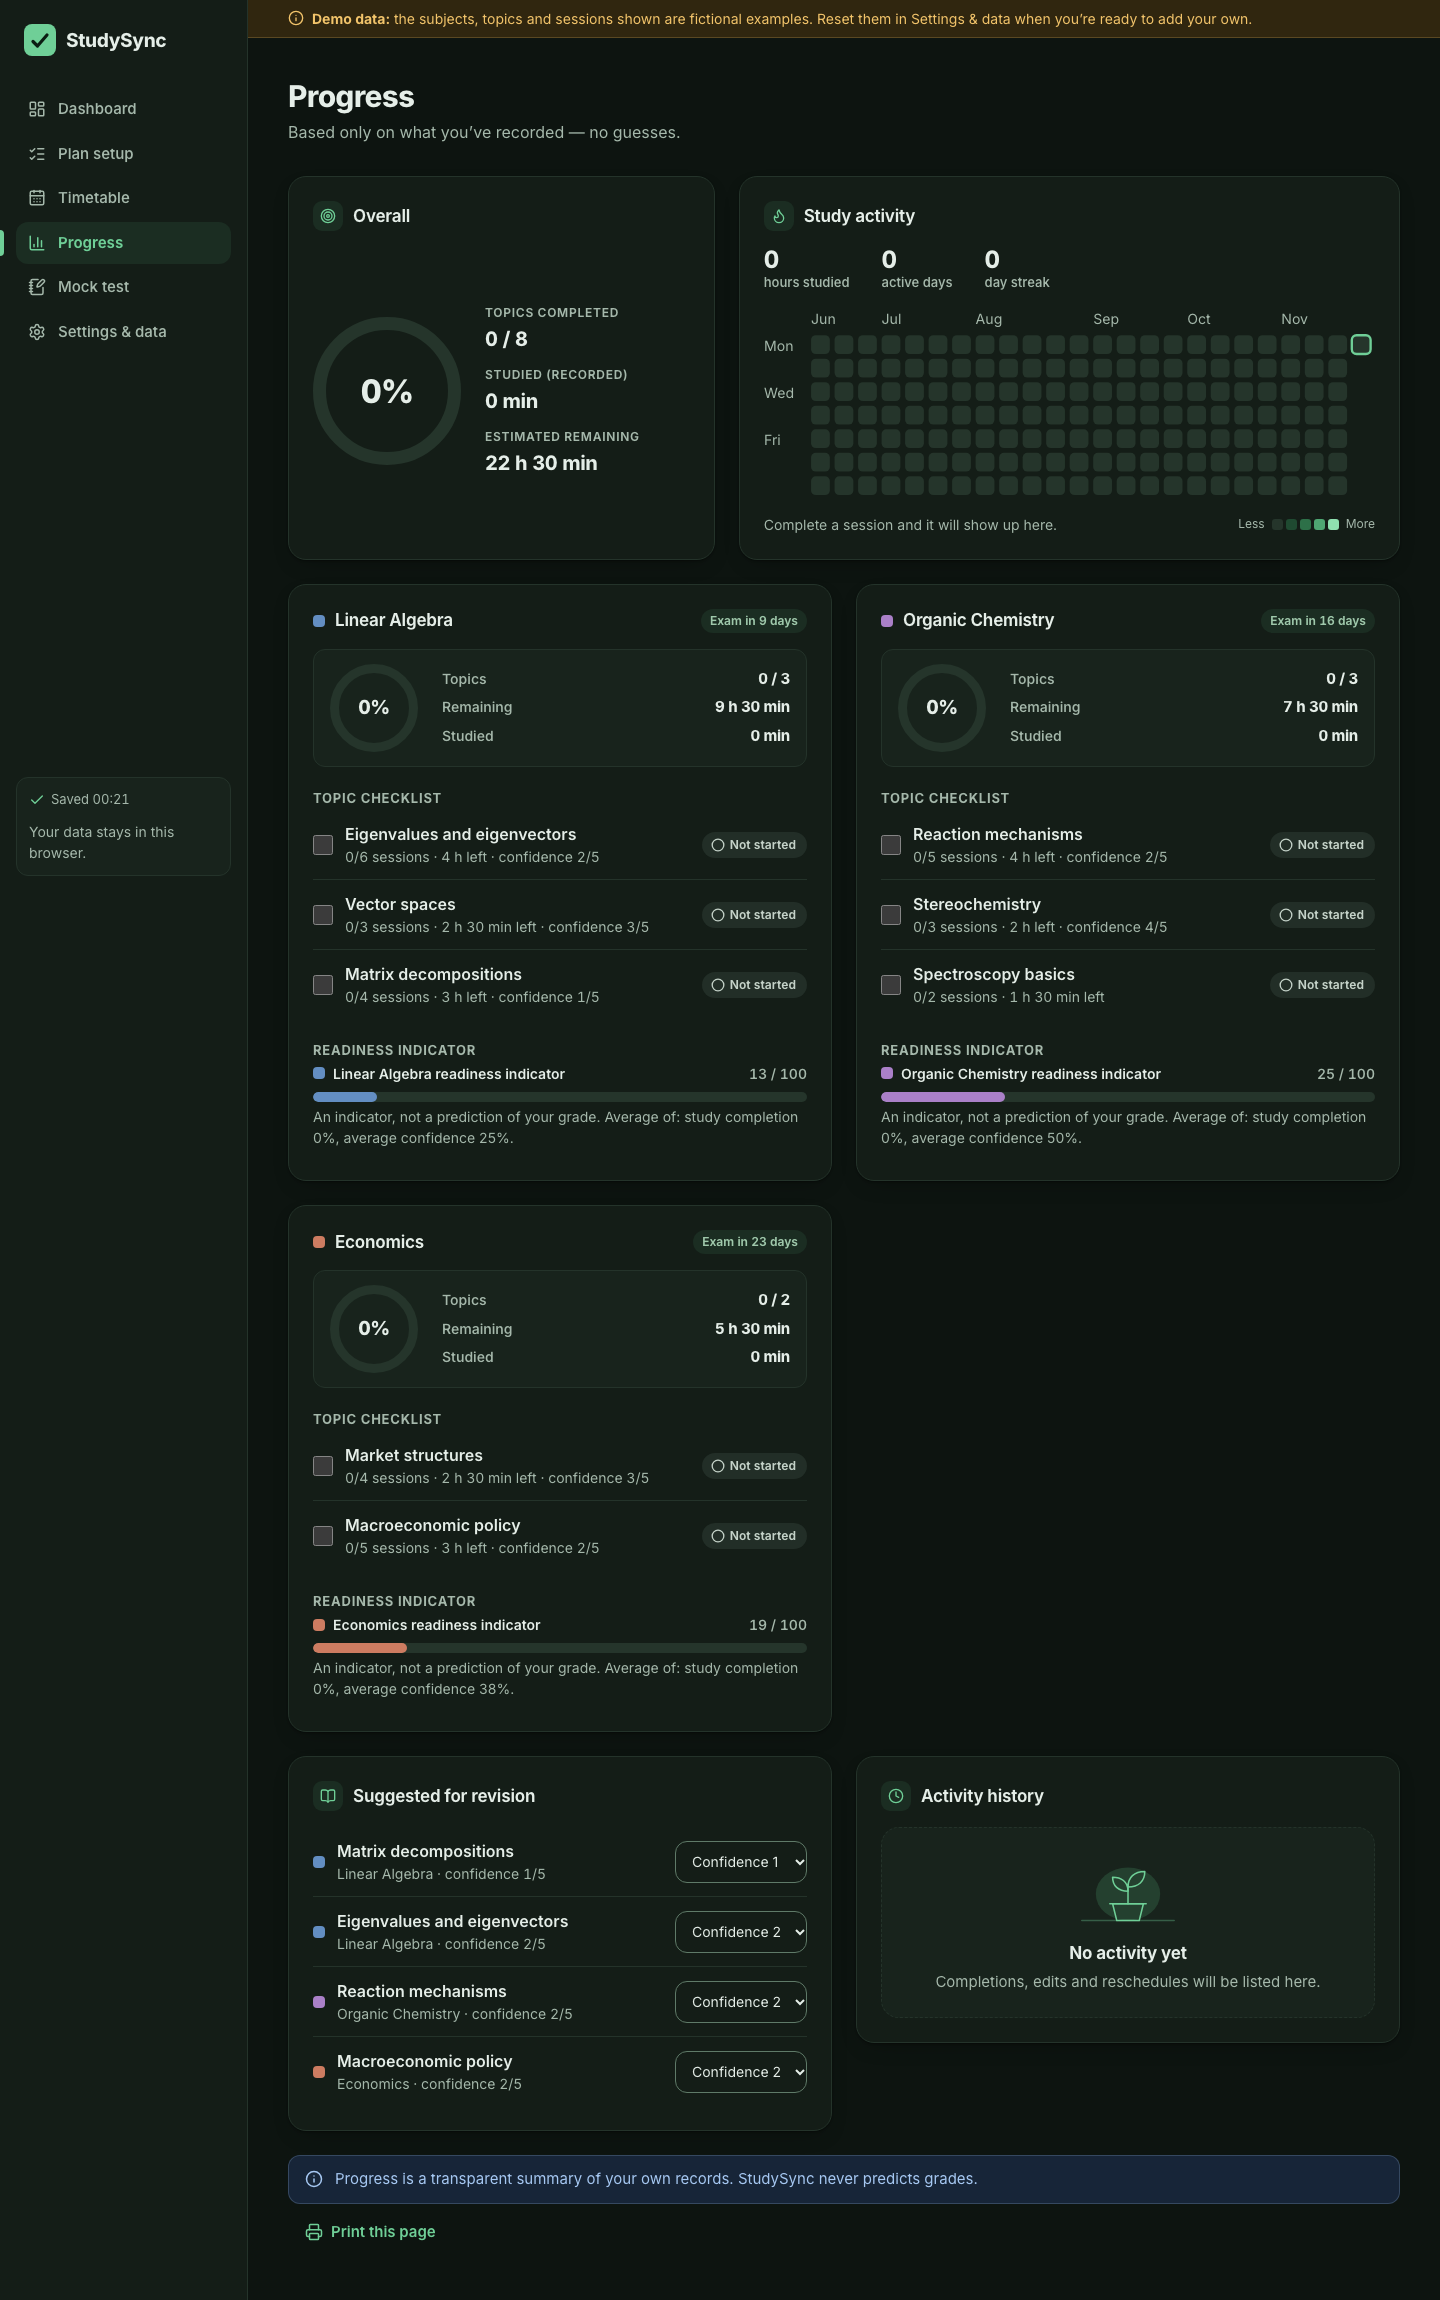 StudySync
Dashboard
Plan setup
Timetable
Progress
Mock test
Settings & data
Saved 00:21
Your data stays in this
browser.
Demo data: the subjects, topics and sessions shown are fictional examples. Reset them in Settings & data when you’re ready to add your own.
Progress
Based only on what you’ve recorded — no guesses.
Overall
0%
TOPICS COMPLETED
0 / 8
STUDIED (RECORDED)
0 min
ESTIMATED REMAINING
22 h 30 min
Study activity
0 0 0
hours studied active days day streak
Jun Jul Aug Sep Oct Nov
Mon
Wed
Fri
Complete a session and it will show up here.
Less More
Linear Algebra
Exam in 9 days
0%
Topics 0 / 3
Remaining 9 h 30 min
Studied 0 min
TOPIC CHECKLIST
Eigenvalues and eigenvectors
0/6 sessions · 4 h left · confidence 2/5
Not started
Vector spaces
0/3 sessions · 2 h 30 min left · confidence 3/5
Not started
Matrix decompositions
0/4 sessions · 3 h left · confidence 1/5
Not started
READINESS INDICATOR
Linear Algebra readiness indicator 13 / 100
An indicator, not a prediction of your grade. Average of: study completion
0%, average confidence 25%.
Organic Chemistry
Exam in 16 days
0%
Topics 0 / 3
Remaining 7 h 30 min
Studied 0 min
TOPIC CHECKLIST
Reaction mechanisms
0/5 sessions · 4 h left · confidence 2/5
Not started
Stereochemistry
0/3 sessions · 2 h left · confidence 4/5
Not started
Spectroscopy basics
0/2 sessions · 1 h 30 min left
Not started
READINESS INDICATOR
Organic Chemistry readiness indicator 25 / 100
An indicator, not a prediction of your grade. Average of: study completion
0%, average confidence 50%.
Economics
Exam in 23 days
0%
Topics 0 / 2
Remaining 5 h 30 min
Studied 0 min
TOPIC CHECKLIST
Market structures
0/4 sessions · 2 h 30 min left · confidence 3/5
Not started
Macroeconomic policy
0/5 sessions · 3 h left · confidence 2/5
Not started
READINESS INDICATOR
Economics readiness indicator 19 / 100
An indicator, not a prediction of your grade. Average of: study completion
0%, average confidence 38%.
Suggested for revision
Matrix decompositions
Linear Algebra · confidence 1/5
Confidence 1
Eigenvalues and eigenvectors
Linear Algebra · confidence 2/5
Confidence 2
Reaction mechanisms
Organic Chemistry · confidence 2/5
Confidence 2
Macroeconomic policy
Economics · confidence 2/5
Confidence 2
Activity history
No activity yet
Completions, edits and reschedules will be listed here.
Progress is a transparent summary of your own records. StudySync never predicts grades.
Print this page